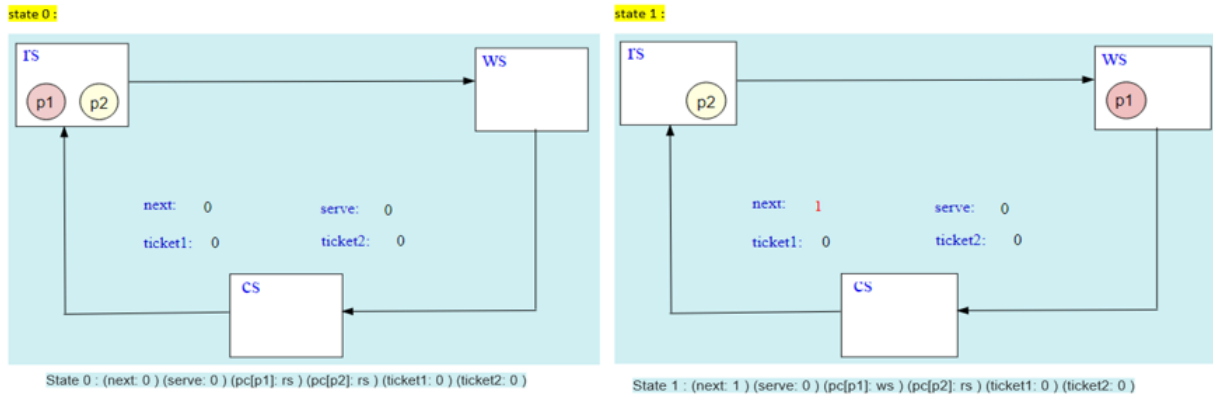 state 0 :
rs
p1
p2
ws
next: 0
serve: 0
ticket1: 0
ticket2: 0
cs
State 0 : (next: 0 ) (serve: 0 ) (pc[p1]: rs ) (pc[p2]: rs ) (ticket1: 0 ) (ticket2: 0 )
state 1 :
rs
p2
ws
p1
next: 1
serve: 0
ticket1: 0
ticket2: 0
cs
State 1 : (next: 1 ) (serve: 0 ) (pc[p1]: ws ) (pc[p2]: rs ) (ticket1: 0 ) (ticket2: 0 )